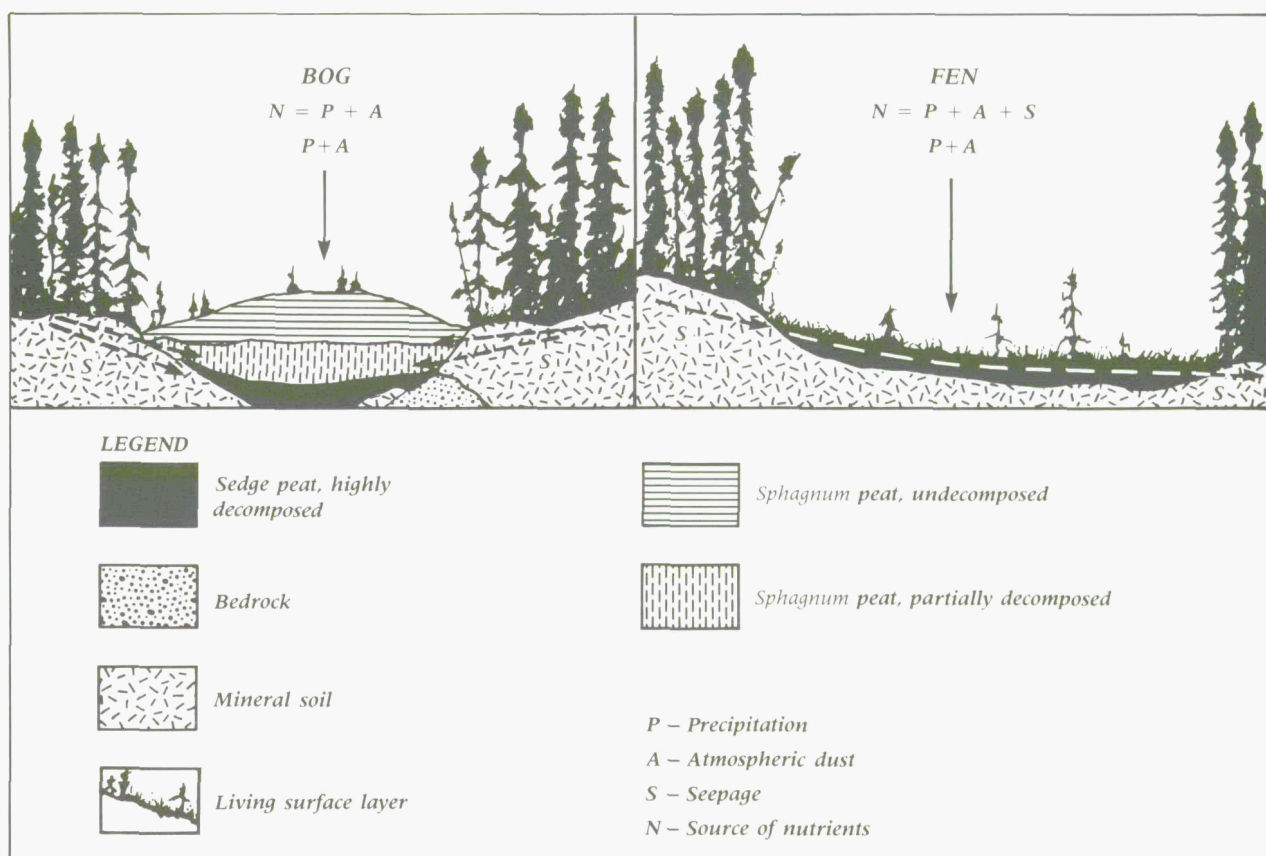 BOG
N = P + A
P+A
S
S
FEN
N = P + A + S
P+A
S
S
LEGEND
Sedge peat, highly
decomposed
Bedrock
Mineral soil
Living surface layer
Sphagnum peat, undecomposed
Sphagnum peat, partially decomposed
P – Precipitation
A – Atmospheric dust
S – Seepage
N – Source of nutrients